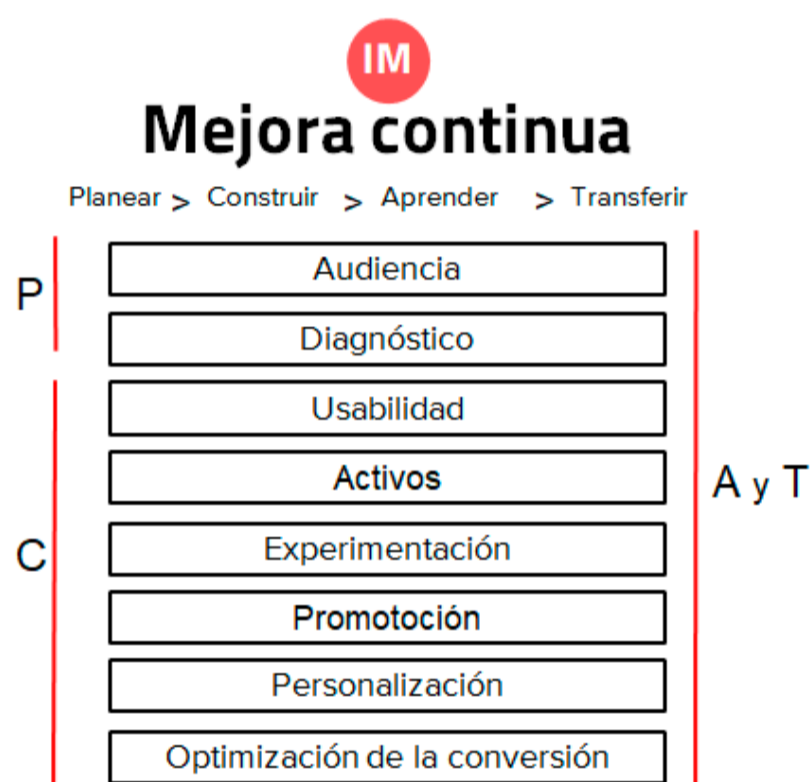 IM
Mejora continua
Planear > Construir > Aprender > Transferir
Audiencia
P
Diagnóstico
Usabilidad
Activos
A y T
Experimentación
C
Promotoción
Personalización
Optimización de la conversión